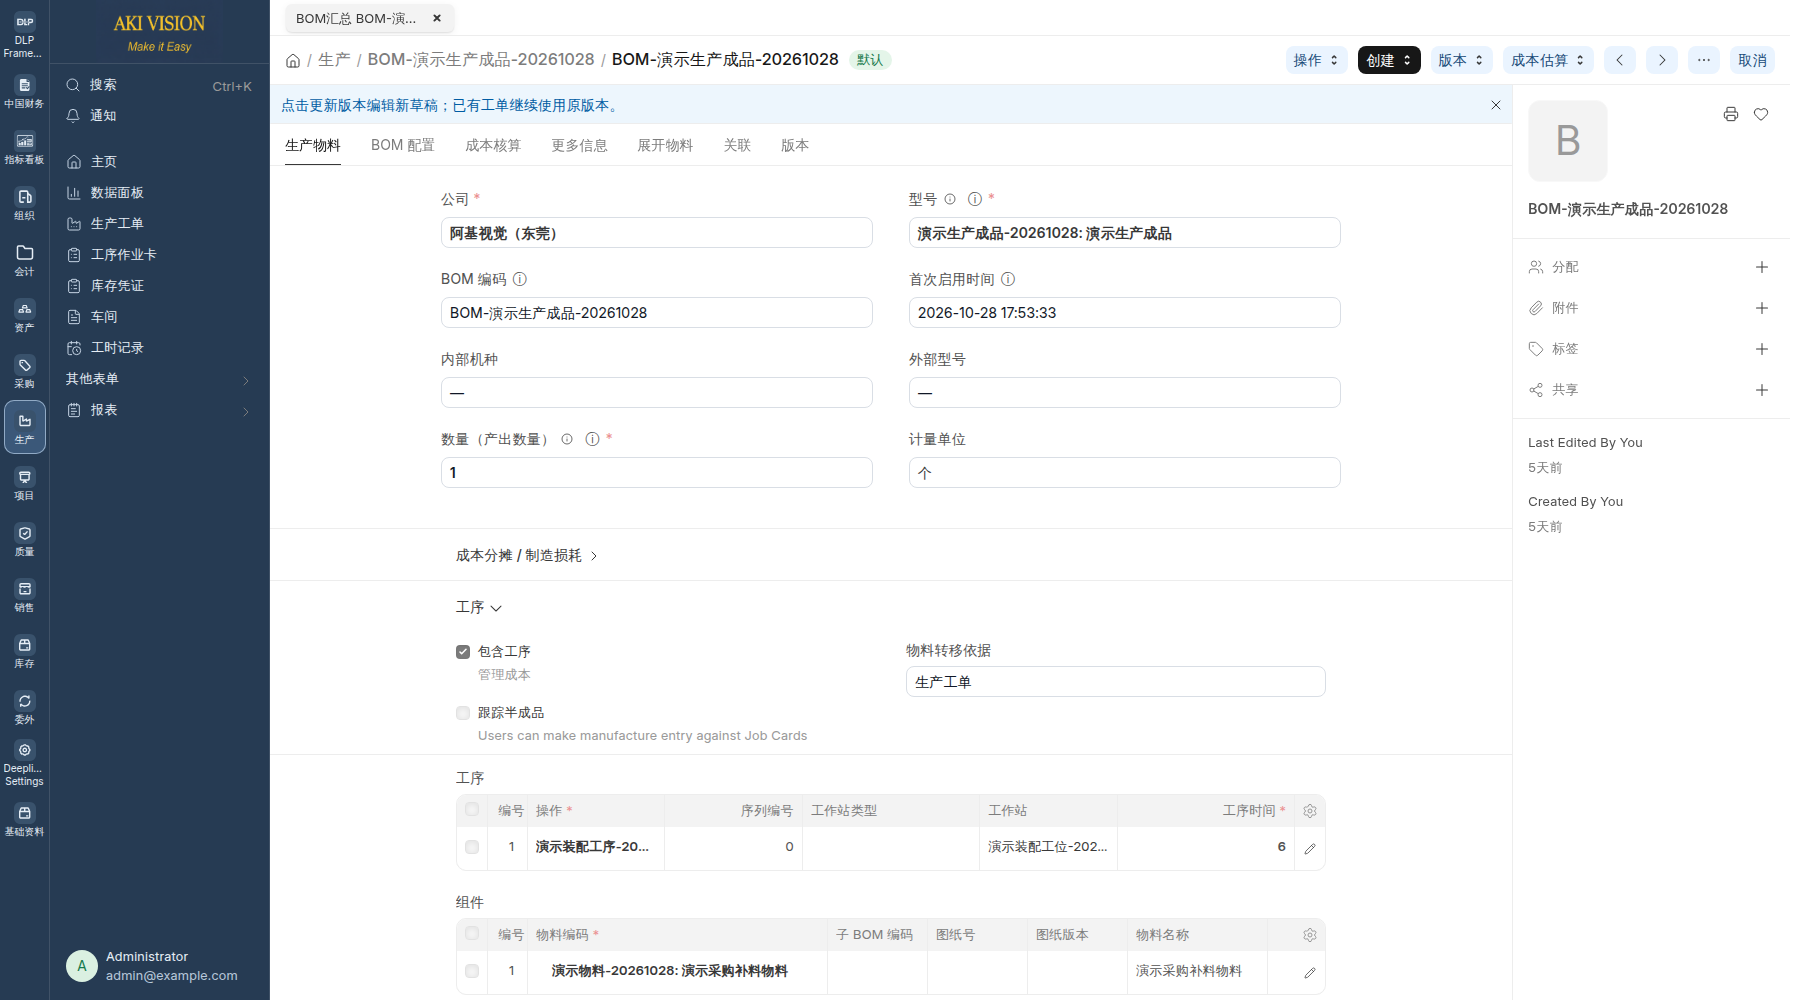 DLP
DLP
Frame...
中国财务
指标看板
组织
会计
资产
采购
生产
项目
质量
销售
库存
委外
Deepli...
Settings
基础资料
AKI VISION
Make it Easy
搜索 Ctrl+K
通知
主页
数据面板
生产工单
工序作业卡
库存凭证
车间
工时记录
其他表单
报表
A
Administrator
admin@example.com
BOM汇总 BOM-演... ×
/ 生产 / BOM-演示生产成品-20261028 / BOM-演示生产成品-20261028 默认
操作 创建 版本 成本估算 ... 取消
点击更新版本编辑新草稿；已有工单继续使用原版本。
生产物料 BOM 配置 成本核算 更多信息 展开物料 关联 版本
公司 *
阿基视觉（东莞）
型号 *
演示生产成品-20261028: 演示生产成品
BOM 编码
BOM-演示生产成品-20261028
首次启用时间
2026-10-28 17:53:33
内部机种
—
外部型号
—
数量（产出数量） *
1
计量单位
个
成本分摊 / 制造损耗
工序
包含工序
管理成本
跟踪半成品
Users can make manufacture entry against Job Cards
物料转移依据
生产工单
工序
编号 操作 * 序列编号 工作站类型 工作站 工序时间 *
1 演示装配工序-20... 0 演示装配工位-202... 6
组件
编号 物料编码 * 子 BOM 编码 图纸号 图纸版本 物料名称
1 演示物料-20261028: 演示采购补料物料 演示采购补料物料
B
BOM-演示生产成品-20261028
分配
附件
标签
共享
Last Edited By You
5天前
Created By You
5天前